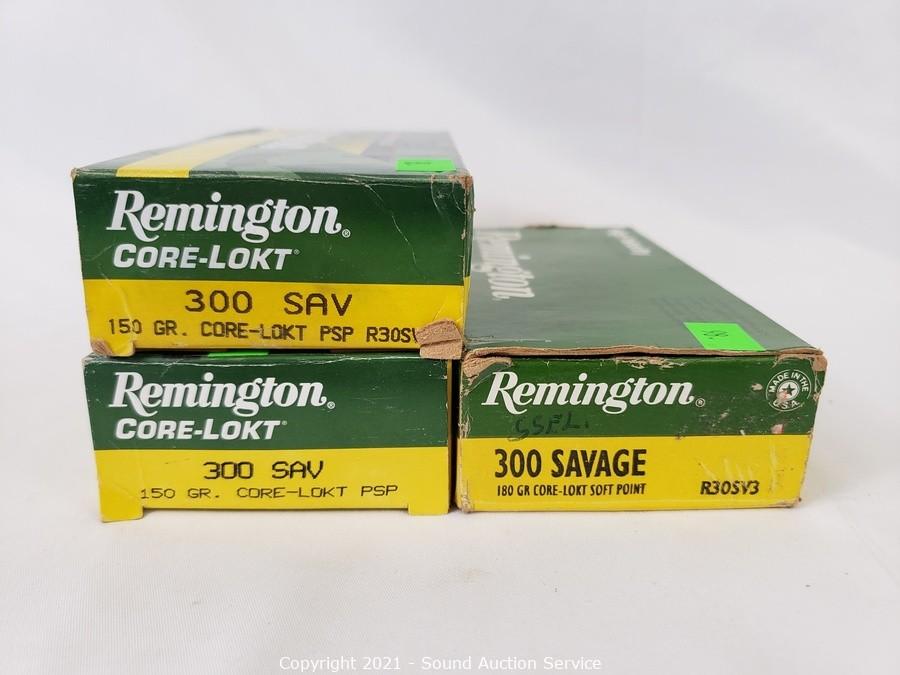 Remington®
CORE-LOKT®
300 SAV
150 GR. CORE-LOKT PSP R30SV
Remington®
CORE-LOKT®
300 SAV
150 GR. CORE-LOKT PSP
Remington
Remington®
MADE IN THE
U.S.A.
300 SAVAGE
180 GR CORE-LOKT SOFT POINT
R30SV3
Copyright 2021 - Sound Auction Service